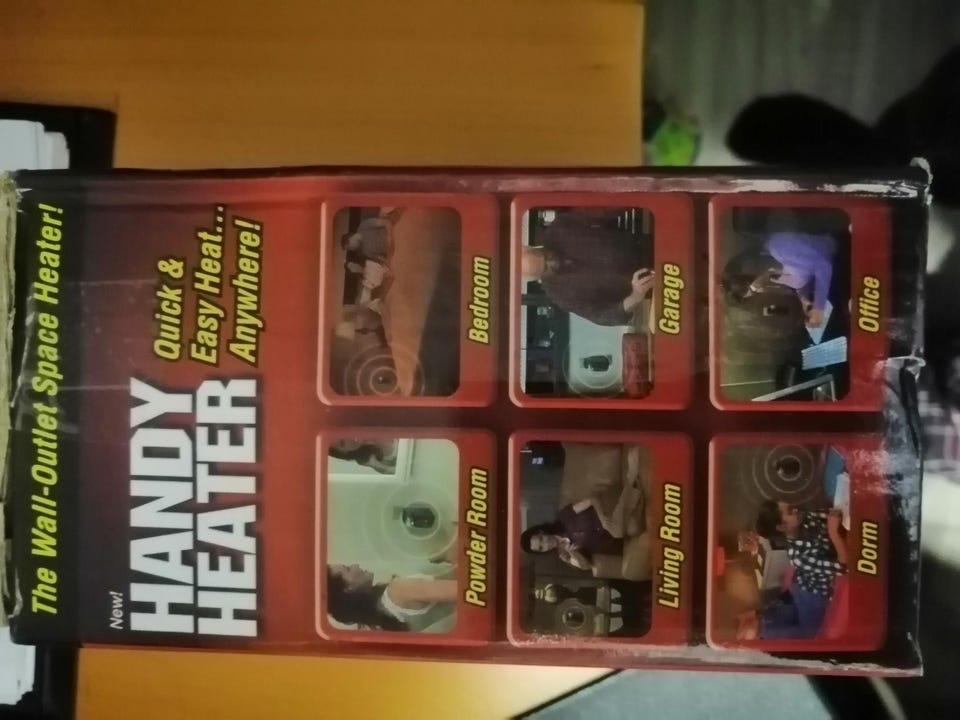 The Wall-Outlet Space Heater!
New!
HANDY
HEATER
Quick &
Easy Heat...
Anywhere!
Powder Room
Bedroom
Living Room
Garage
Dorm
Office